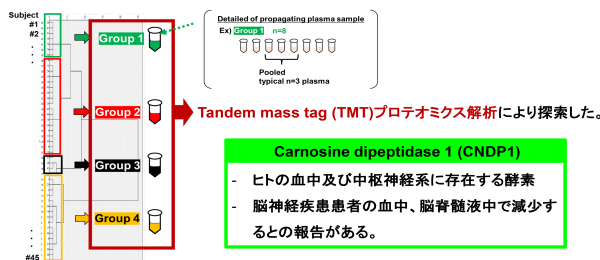 Subject
#1
#2
#45
Group 1
Group 2
Group 3
Group 4
Detailed of propagating plasma sample
Ex) Group 1 n=8
Pooled
typical n=3 plasma
Tandem mass tag (TMT)プロテオミクス解析により探索した。
Carnosine dipeptidase 1 (CNDP1)
- ヒトの血中及び中枢神経系に存在する酵素
- 脳神経疾患患者の血中、脳脊髄液中で減少す
るとの報告がある。